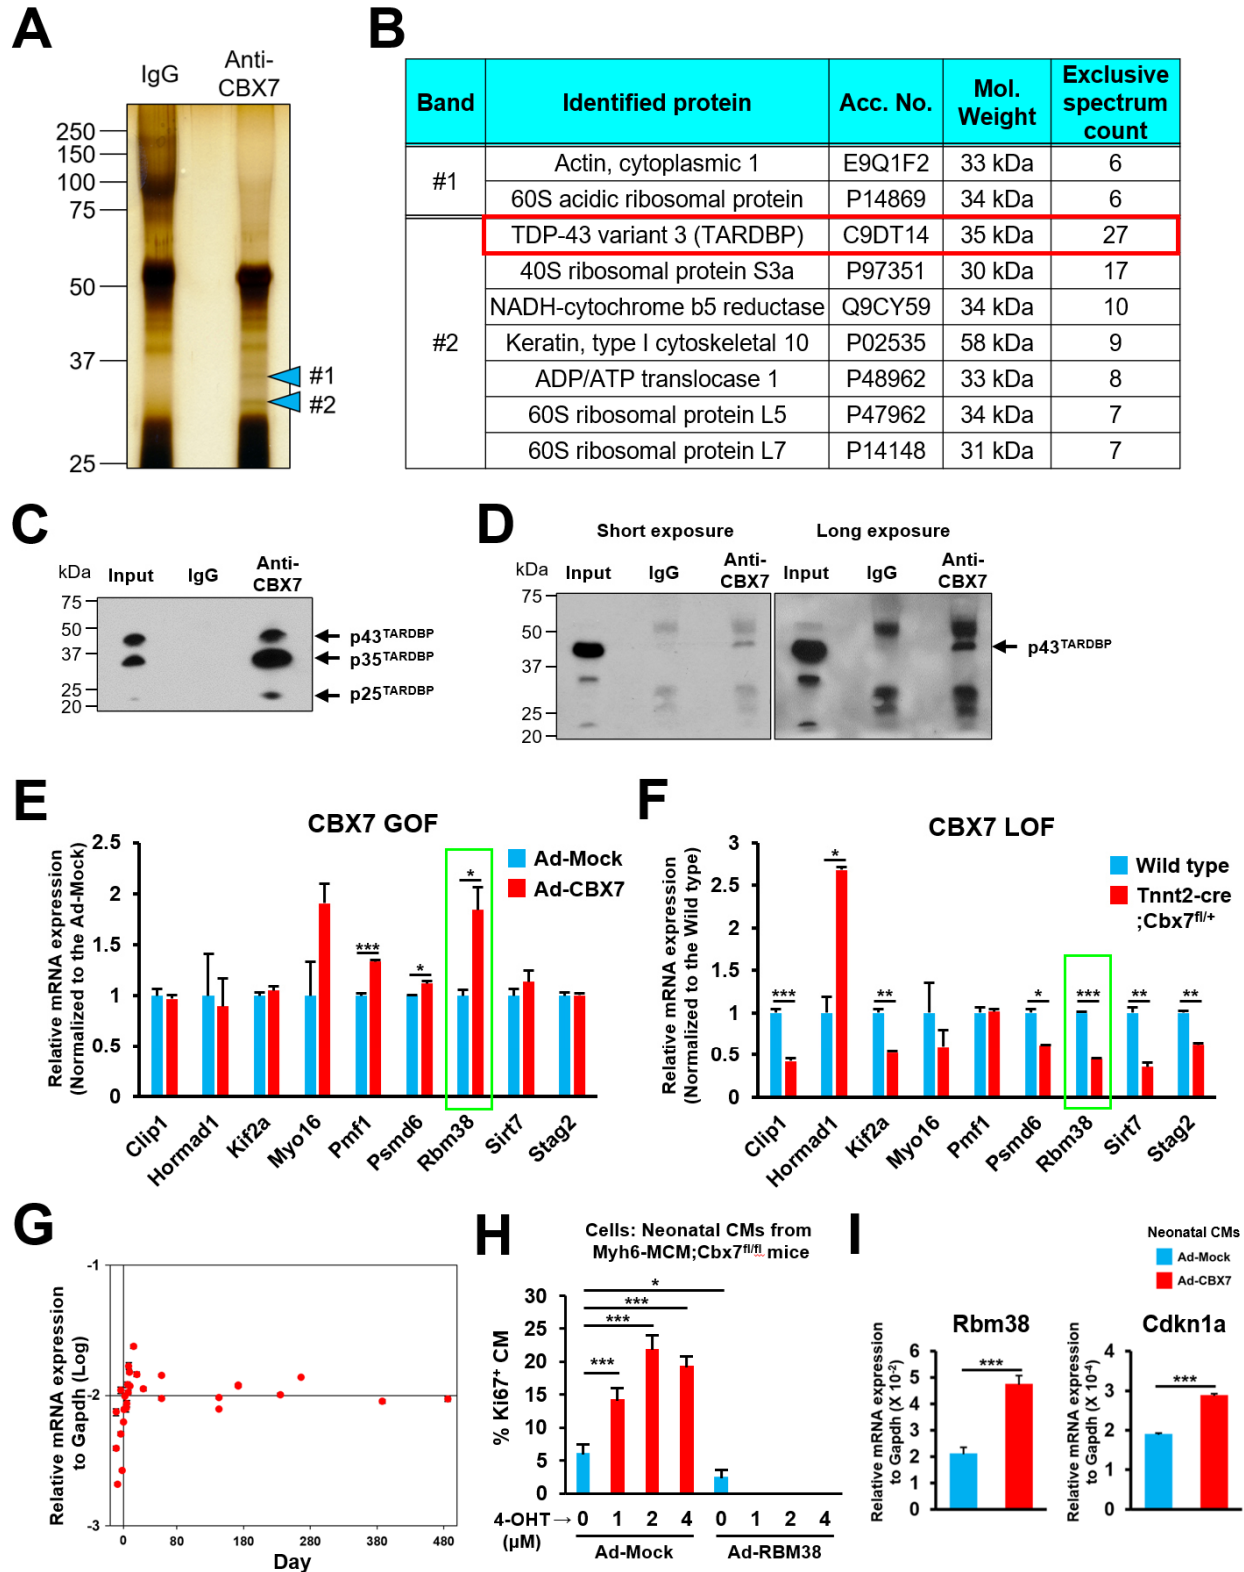 A
IgG
Anti-
CBX7
250
150
100
75
50
37
25
#1
#2
B
Band
Identified protein
Acc. No.
Mol.
Weight
Exclusive
spectrum
count
#1
Actin, cytoplasmic 1
E9Q1F2
33 kDa
6
60S acidic ribosomal protein
P14869
34 kDa
6
#2
TDP-43 variant 3 (TARDBP)
C9DT14
35 kDa
27
40S ribosomal protein S3a
P97351
30 kDa
17
NADH-cytochrome b5 reductase
Q9CY59
34 kDa
10
Keratin, type I cytoskeletal 10
P02535
58 kDa
9
ADP/ATP translocase 1
P48962
33 kDa
8
60S ribosomal protein L5
P47962
34 kDa
7
60S ribosomal protein L7
P14148
31 kDa
7
C
kDa
Input
IgG
Anti-
CBX7
75
50
37
25
20
p43TARDBP
p35TARDBP
p25TARDBP
D
Short exposure
Long exposure
kDa
Input
IgG
Anti-
CBX7
Input
IgG
Anti-
CBX7
75
50
37
25
20
p43TARDBP
E
CBX7 GOF
Relative mRNA expression
(Normalized to the Ad-Mock)
2.5
2
1.5
1
0.5
0
Ad-Mock
Ad-CBX7
***
*
*
Clip1
Hormad1
Kif2a
Myo16
Pmf1
Psmd6
Rbm38
Sirt7
Stag2
F
CBX7 LOF
Relative mRNA expression
(Normalized to the Wild type)
3
2.5
2
1.5
1
0.5
0
Wild type
Tnnt2-cre
;Cbx7fl/+
***
*
**
*
***
**
**
Clip1
Hormad1
Kif2a
Myo16
Pmf1
Psmd6
Rbm38
Sirt7
Stag2
G
Relative mRNA expression
to Gapdh (Log)
-1
-2
-3
0
80
180
280
380
480
Day
H
Cells: Neonatal CMs from
Myh6-MCM;Cbx7fl/fl mice
% Ki67+ CM
30
25
20
15
10
5
0
*
***
***
***
4-OHT→
(μM)
0
1
2
4
0
1
2
4
Ad-Mock
Ad-RBM38
I
Neonatal CMs
Ad-Mock
Ad-CBX7
Rbm38
Relative mRNA expression
to Gapdh (X 10-2)
6
5
4
3
2
1
0
***
Cdkn1a
Relative mRNA expression
to Gapdh (X 10-4)
4
3
2
1
0
***